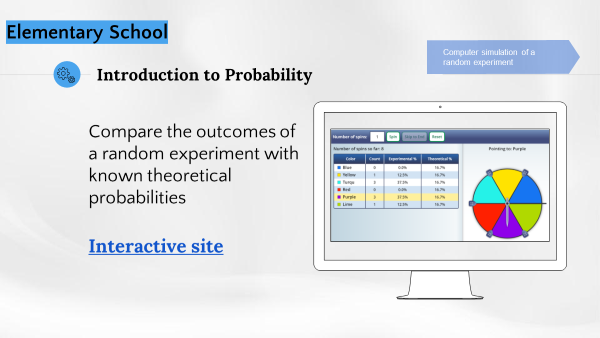 Elementary School
Computer simulation of a
random experiment
Introduction to Probability
Compare the outcomes of
a random experiment with
known theoretical
probabilities
Interactive site
Number of spins: 1 Spin Reset
Number of spins so far: 8
Pointing to: Purple
Color Count Experimental % Theoretical %
Blue 0 0.0% 16.7%
Yellow 1 12.5% 16.7%
3 37.5% 16.7%
Red 0 0.0% 16.7%
Purple 3 37.5% 16.7%
Lime 1 12.5% 16.7%